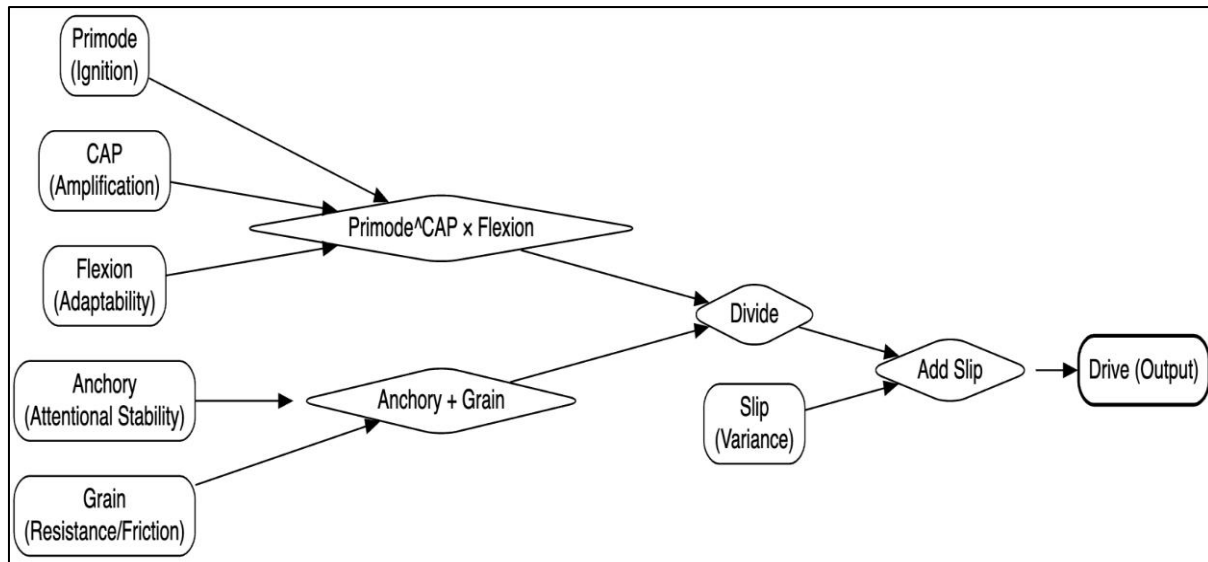 Primode
(Ignition)
CAP
(Amplification)
Primode^CAP × Flexion
Flexion
(Adaptability)
Divide
Anchory
(Attentional Stability)
Anchory + Grain
Add Slip
Drive (Output)
Slip
(Variance)
Grain
(Resistance/Friction)